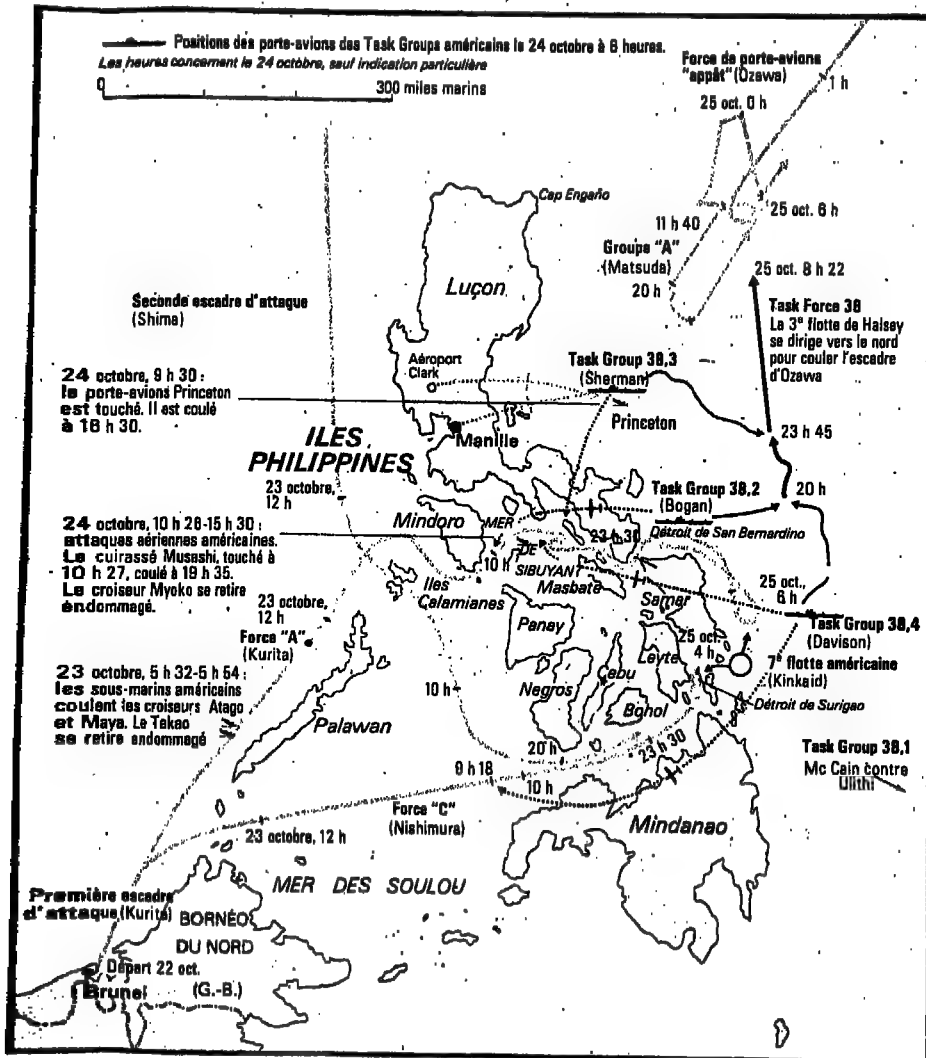 Positions des porte-avions des Task Groups américains le 24 octobre à 6 heures.
Les heures concernent le 24 octobre, sauf indication particulière
0
300 miles marins
Force de porte-avions
"appât" (Ozawa)
1 h
25 oct. 0 h
Cap Engaño
25 oct. 6 h
11 h 40
Groupe "A"
(Matsuda)
20 h
25 oct. 8 h 22
Luçon
Seconde escadre d'attaque
(Shima)
Task Force 38
La 3e flotte de Halsey
se dirige vers le nord
pour couler l'escadre
d'Ozawa
Aéroport
Clark
Task Group 38,3
(Sherman)
24 octobre, 9 h 30 :
le porte-avions Princeton
est touché. Il est coulé
à 16 h 30.
Princeton
Manille
23 h 45
ILES
PHILIPPINES
23 octobre,
12 h
Task Group 38,2
(Bogan)
20 h
Mindoro
MER
DE
SIBUYANT
Détroit de San Bernardino
24 octobre, 10 h 26-15 h 30 :
attaques aériennes américaines.
Le cuirassé Musashi, touché à
10 h 27, coulé à 19 h 35.
Le croiseur Myoko se retire
endommagé.
23 h 30
10 h
Masbate
Iles
Calamianes
25 oct.,
6 h
Samar
23 octobre,
12 h
Force "A"
(Kurita)
Panay
Task Group 38,4
(Davison)
25 oct.
4 h
Leyte
7e flotte américaine
(Kinkaid)
23 octobre, 5 h 32-5 h 54 :
les sous-marins américains
coulent les croiseurs Atago
et Maya. Le Takao
se retire endommagé
10 h
Negros
Cebu
Bohol
Détroit de Surigao
Palawan
20 h
23 h 30
Task Group 38,1
Mc Cain contre
Ulithi
9 h 18
10 h
Force "C"
(Nishimura)
Mindanao
23 octobre, 12 h
MER DES SOULOU
Première escadre
d'attaque (Kurita)
BORNÉO
DU NORD
(G.-B.)
Départ 22 oct.
Brunei